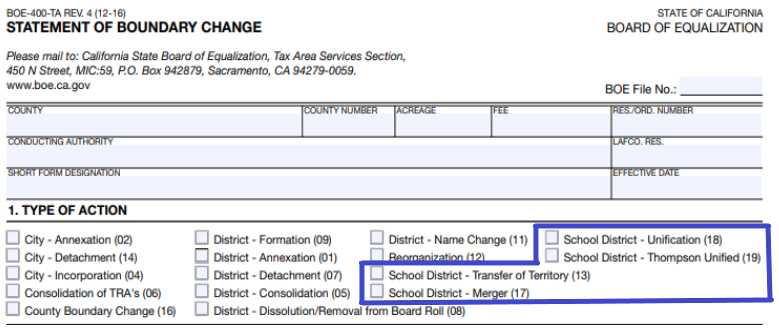 BOE-400-TA REV. 4 (12-16)
STATE OF CALIFORNIA
STATEMENT OF BOUNDARY CHANGE
BOARD OF EQUALIZATION
Please mail to: California State Board of Equalization, Tax Area Services Section,
450 N Street, MIC:59, P.O. Box 942879, Sacramento, CA 94279-0059.
www.boe.ca.gov
BOE File No.:
COUNTY COUNTY NUMBER ACREAGE FEE RES./ORD. NUMBER
CONDUCTING AUTHORITY LAFCO. RES.
SHORT FORM DESIGNATION EFFECTIVE DATE
1. TYPE OF ACTION
City - Annexation (02) District - Formation (09) District - Name Change (11) School District - Unification (18)
City - Detachment (14) District - Annexation (01) Reorganization (12) School District - Thompson Unified (19)
City - Incorporation (04) District - Detachment (07) School District - Transfer of Territory (13)
Consolidation of TRA's (06) District - Consolidation (05) School District - Merger (17)
County Boundary Change (16) District - Dissolution/Removal from Board Roll (08)